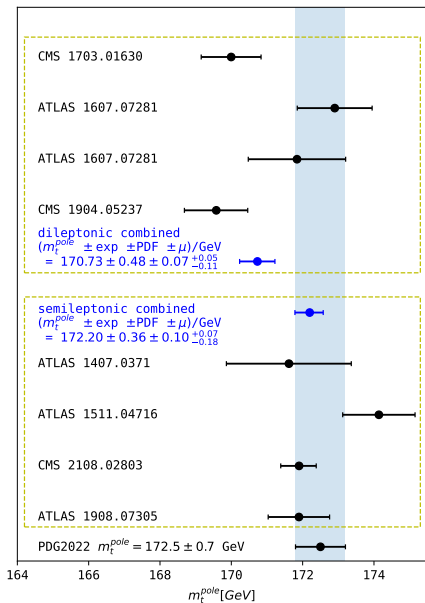 CMS 1703.01630
ATLAS 1607.07281
ATLAS 1607.07281
CMS 1904.05237
dileptonic combined
(m_t^{pole} ± exp ±PDF ± μ)/GeV
= 170.73 ± 0.48 ± 0.07 ^{+0.05}_{−0.11}
semileptonic combined
(m_t^{pole} ± exp ±PDF ± μ)/GeV
= 172.20 ± 0.36 ± 0.10 ^{+0.07}_{−0.18}
ATLAS 1407.0371
ATLAS 1511.04716
CMS 2108.02803
ATLAS 1908.07305
PDG2022 m_t^{pole} = 172.5 ± 0.7 GeV
164 166 168 170 172 174
m_t^{pole}[GeV]